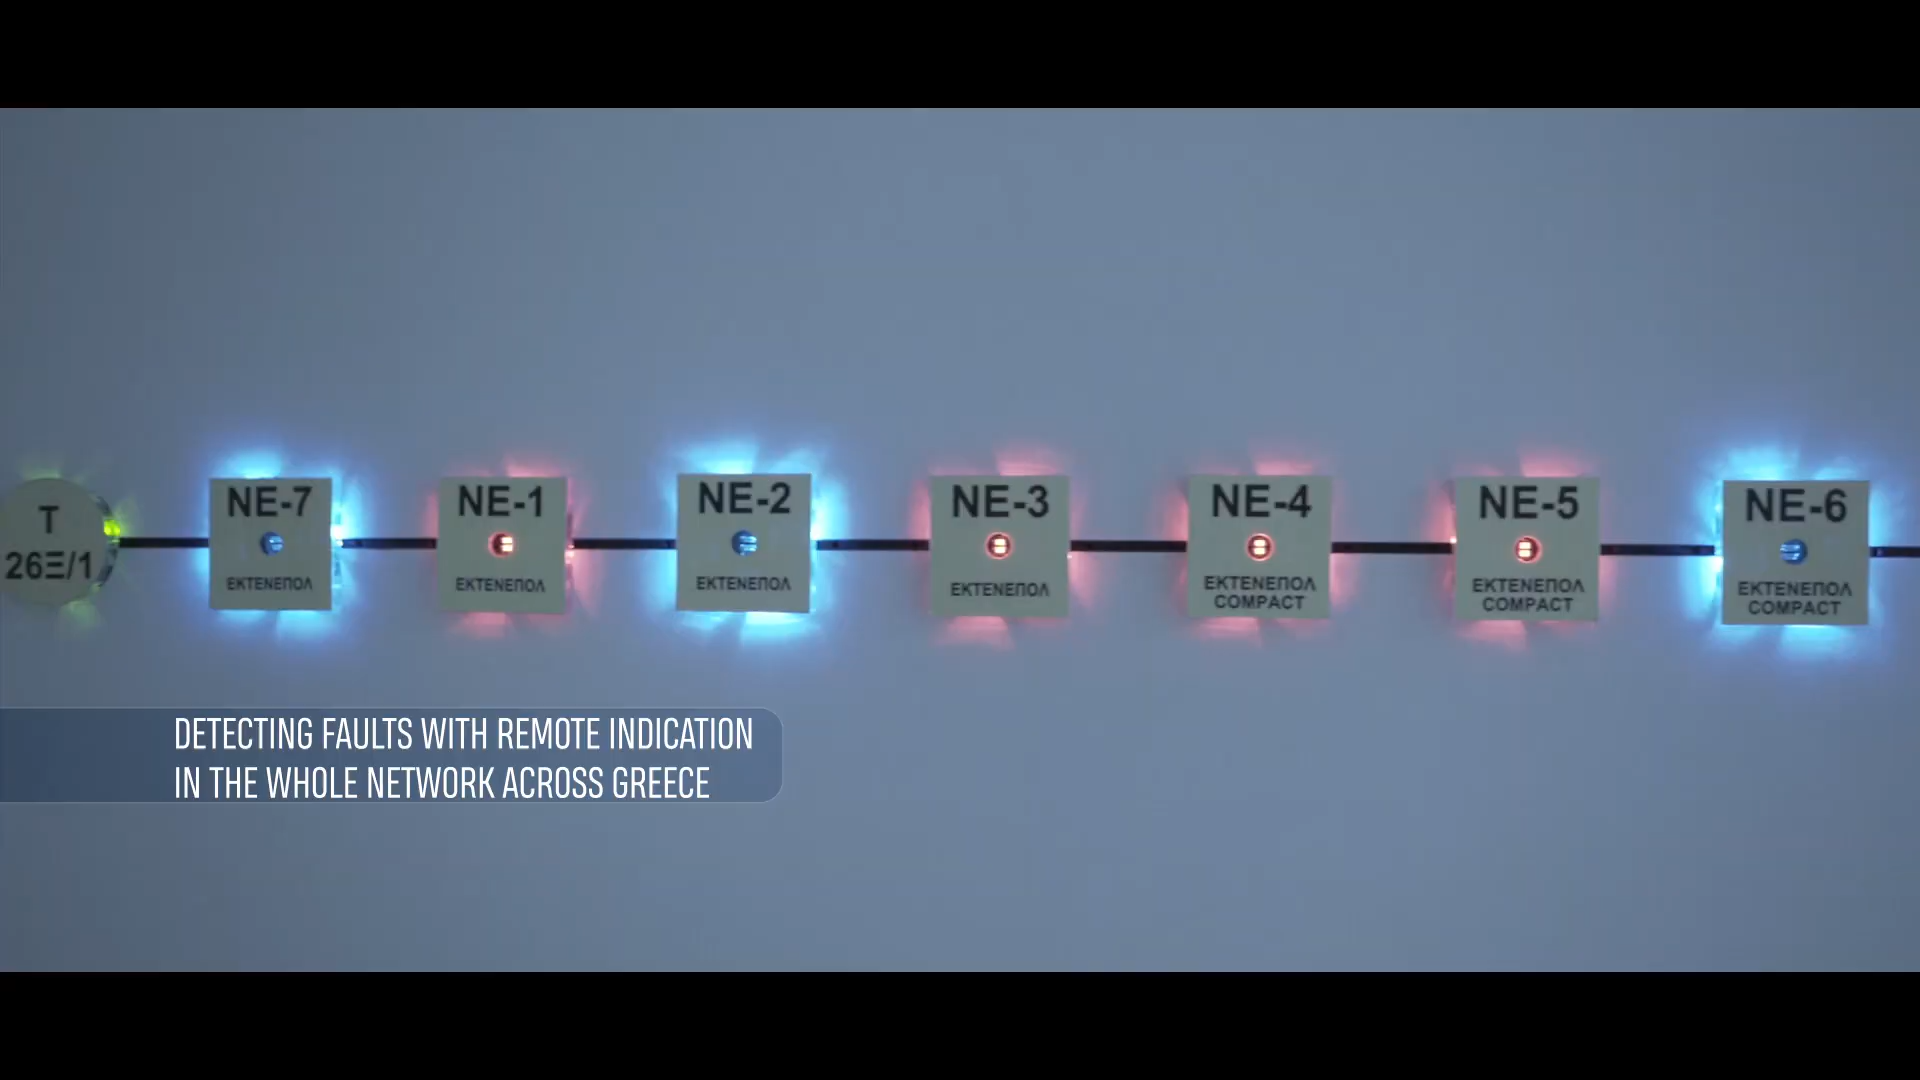 T
26Ξ/1
NE-7
ΕΚΤΕΝΕΠΟΛ
NE-1
ΕΚΤΕΝΕΠΟΛ
NE-2
ΕΚΤΕΝΕΠΟΛ
NE-3
ΕΚΤΕΝΕΠΟΛ
NE-4
ΕΚΤΕΝΕΠΟΛ
COMPACT
NE-5
ΕΚΤΕΝΕΠΟΛ
COMPACT
NE-6
ΕΚΤΕΝΕΠΟΛ
COMPACT
DETECTING FAULTS WITH REMOTE INDICATION
IN THE WHOLE NETWORK ACROSS GREECE